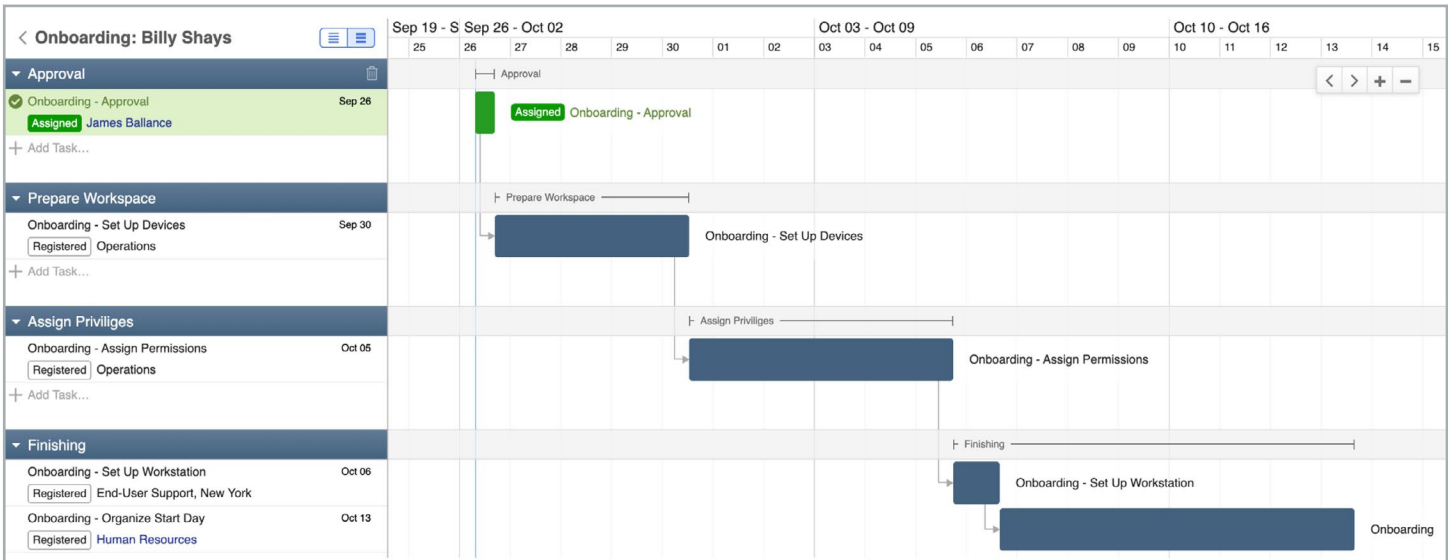 Onboarding: Billy Shays
Sep 19 - S Sep 26 - Oct 02 Oct 03 - Oct 09 Oct 10 - Oct 16
25 26 27 28 29 30 01 02 03 04 05 06 07 08 09 10 11 12 13 14 15
Approval
Approval
Onboarding - Approval Sep 26
Assigned James Ballance
Assigned Onboarding - Approval
Add Task...
Prepare Workspace
Prepare Workspace
Onboarding - Set Up Devices Sep 30
Registered Operations
Onboarding - Set Up Devices
Add Task...
Assign Priviliges
Assign Priviliges
Onboarding - Assign Permissions Oct 05
Registered Operations
Onboarding - Assign Permissions
Add Task...
Finishing
Finishing
Onboarding - Set Up Workstation Oct 06
Registered End-User Support, New York
Onboarding - Set Up Workstation
Onboarding - Organize Start Day Oct 13
Registered Human Resources
Onboarding